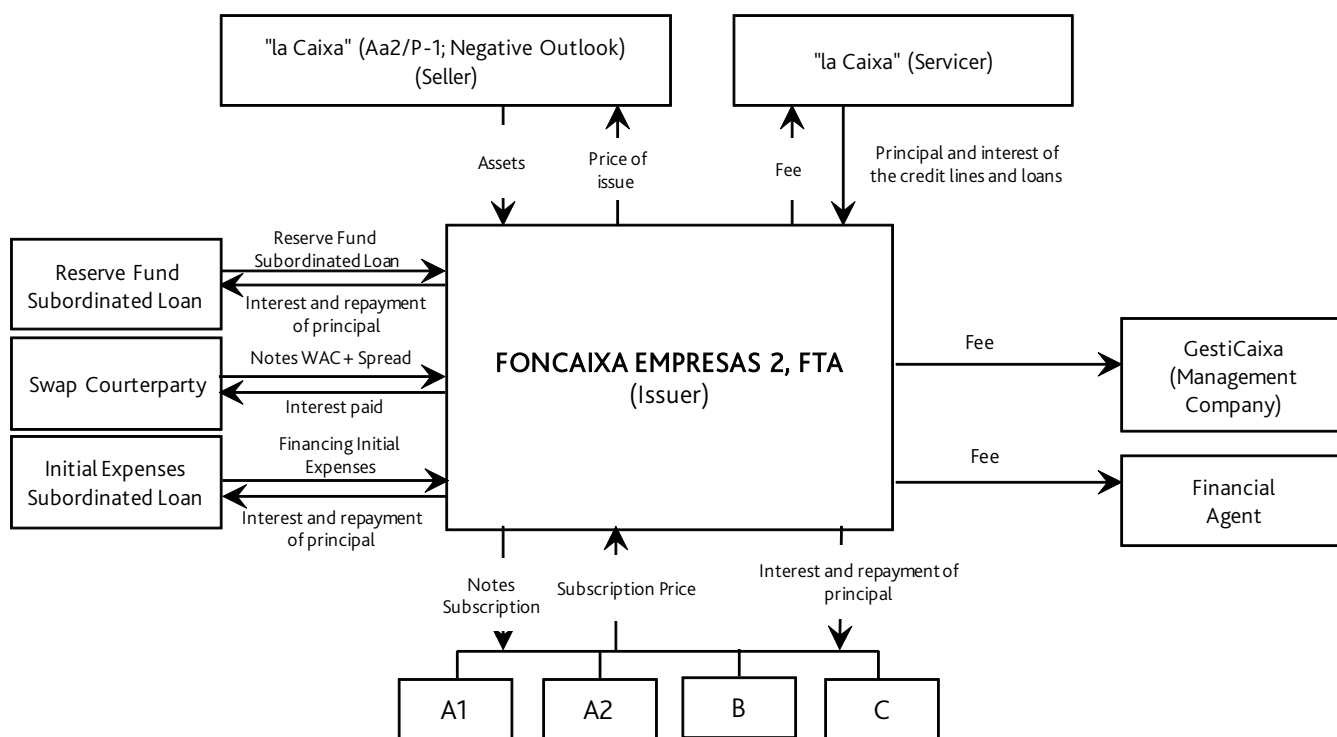 "la Caixa" (Aa2/P-1; Negative Outlook)
(Seller)
"la Caixa" (Servicer)
Assets
Price of
issue
Fee
Principal and interest of
the credit lines and loans
Reserve Fund
Subordinated Loan
Reserve Fund
Subordinated Loan
Interest and repayment
of principal
Swap Counterparty
Notes WAC + Spread
Interest paid
Initial Expenses
Subordinated Loan
Financing Initial
Expenses
Interest and repayment
of principal
FONCAIXA EMPRESAS 2, FTA
(Issuer)
Fee
GestiCaixa
(Management
Company)
Fee
Financial
Agent
Notes
Subscription
Subscription Price
Interest and repayment of
principal
A1
A2
B
C